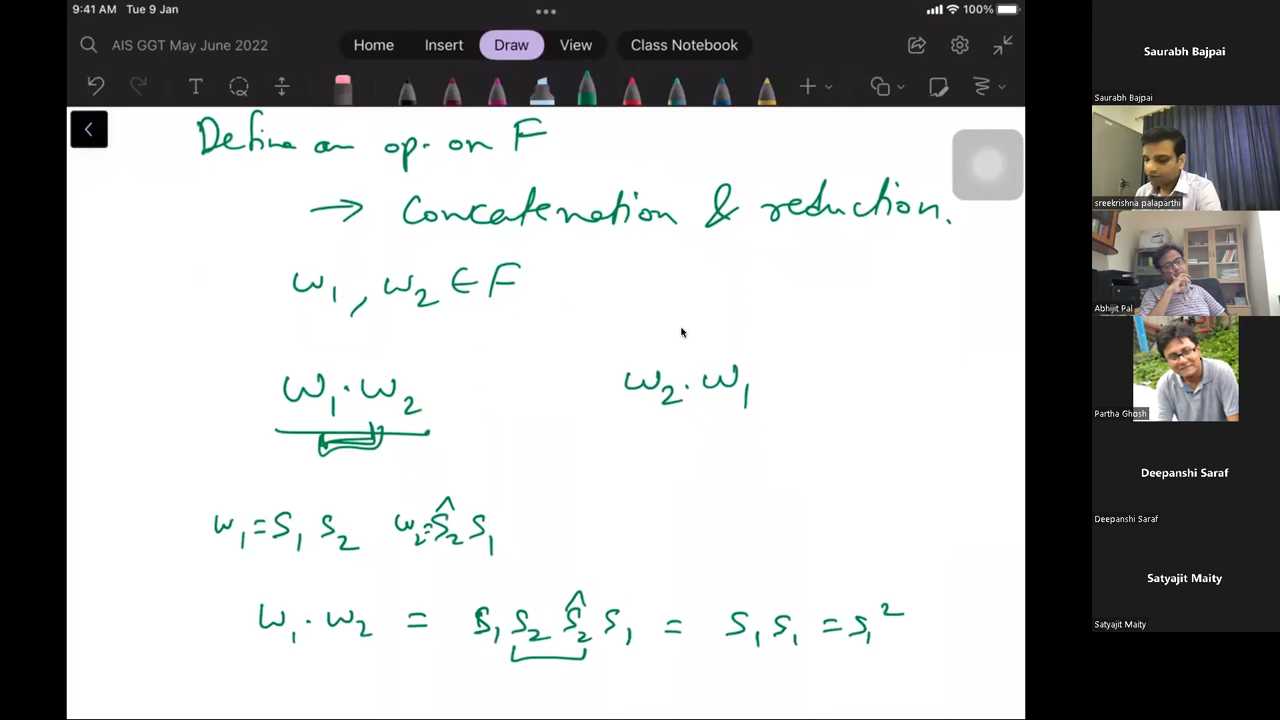 9:41 AM Tue 9 Jan
100%
AIS GGT May June 2022
Home Insert Draw View Class Notebook
Define an op. on F
→ Concatenation & reduction.
w₁, w₂ ∈ F
w₁ · w₂
w₂ · w₁
w₁ = s₁ s₂ w₂ = ŝ₂ s₁
w₁ · w₂ = s₁ s₂ ŝ₂ s₁ = s₁ s₁ = s₁²
Saurabh Bajpai
Saurabh Bajpai
sreekrishna palaparthi
Abhijit Pal
Partha Ghosh
Deepanshi Saraf
Deepanshi Saraf
Satyajit Maity
Satyajit Maity